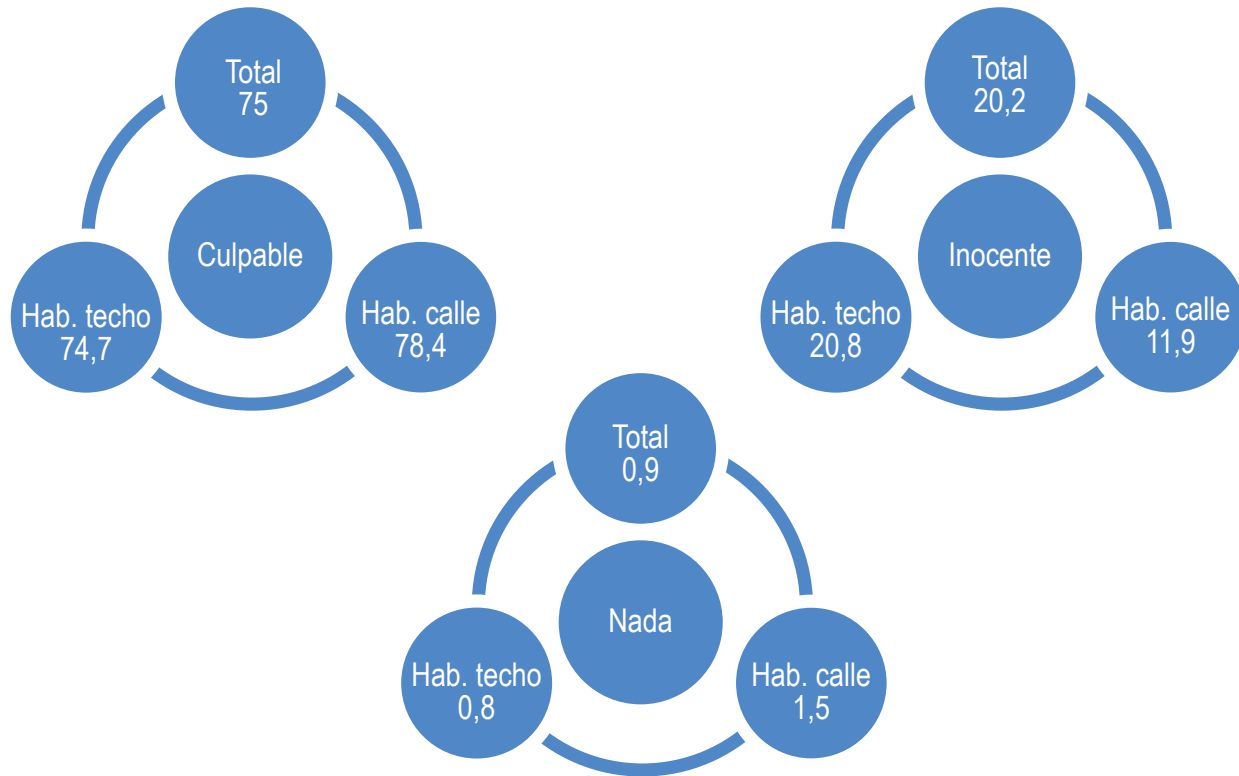 Total
75
Culpable
Hab. techo
74,7
Hab. calle
78,4
Total
20,2
Inocente
Hab. techo
20,8
Hab. calle
11,9
Total
0,9
Nada
Hab. techo
0,8
Hab. calle
1,5